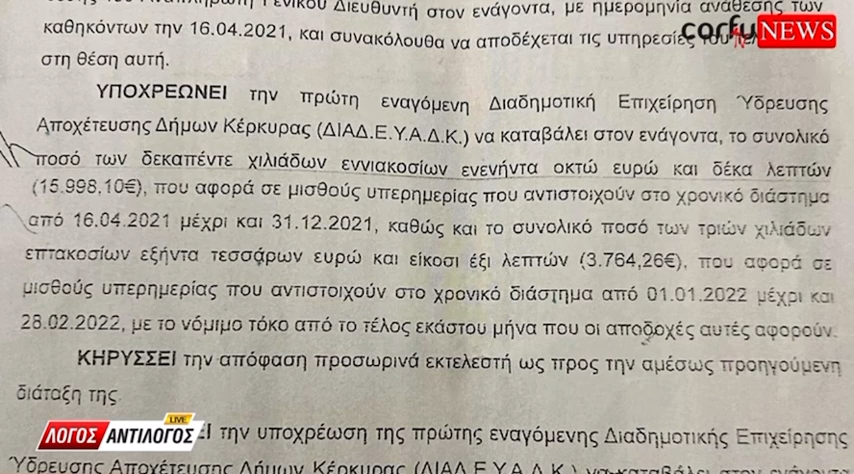 Διευθυντή στον ενάγοντα, με ημερομηνία ανάθεσης των
καθηκόντων την 16.04.2021, και συνακόλουθα να αποδέχεται τις υπηρεσίες του
στη θέση αυτή.
corfu tv NEWS
ΥΠΟΧΡΕΩΝΕΙ την πρώτη εναγόμενη Διαδημοτική Επιχείρηση Ύδρευσης
Αποχέτευσης Δήμων Κέρκυρας (ΔΙΑΔ.Ε.Υ.Α.Δ.Κ.) να καταβάλει στον ενάγοντα, το συνολικό
ποσό των δεκαπέντε χιλιάδων εννιακοσίων ενενήντα οκτώ ευρώ και δέκα λεπτών
(15.998,10€), που αφορά σε μισθούς υπερημερίας που αντιστοιχούν στο χρονικό διάστημα
από 16.04.2021 μέχρι και 31.12.2021, καθώς και το συνολικό ποσό των τριών χιλιάδων
επτακοσίων εξήντα τεσσάρων ευρώ και είκοσι έξι λεπτών (3.764,26€), που αφορά σε
μισθούς υπερημερίας που αντιστοιχούν στο χρονικό διάστημα από 01.01.2022 μέχρι και
28.02.2022, με το νόμιμο τόκο από το τέλος εκάστου μήνα που οι αποδοχές αυτές αφορούν.
ΚΗΡΥΣΣΕΙ την απόφαση προσωρινά εκτελεστή ως προς την αμέσως προηγούμενη
διάταξη της.
LIVE
ΛΟΓΟΣ ΑΝΤΙΛΟΓΟΣ
την υποχρέωση της πρώτης εναγόμενης Διαδημοτικής Επιχείρησης
Ύδρευσης Αποχέτευσης Δήμων Κέρκυρας (ΔΙΑΔ.Ε.Υ.Α.Δ.Κ.) να καταβάλει στον ενάγοντα